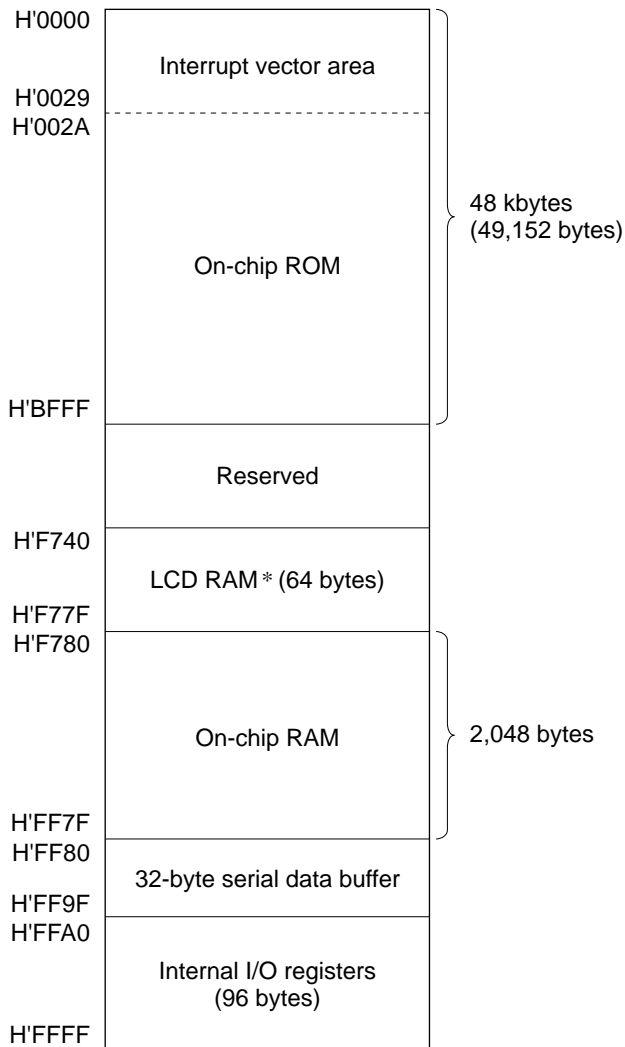 H'0000
Interrupt vector area
H'0029
H'002A
48 kbytes
(49,152 bytes)
On-chip ROM
H'BFFF
Reserved
H'F740
LCD RAM * (64 bytes)
H'F77F
H'F780
On-chip RAM
2,048 bytes
H'FF7F
H'FF80
32-byte serial data buffer
H'FF9F
H'FFA0
Internal I/O registers
(96 bytes)
H'FFFF